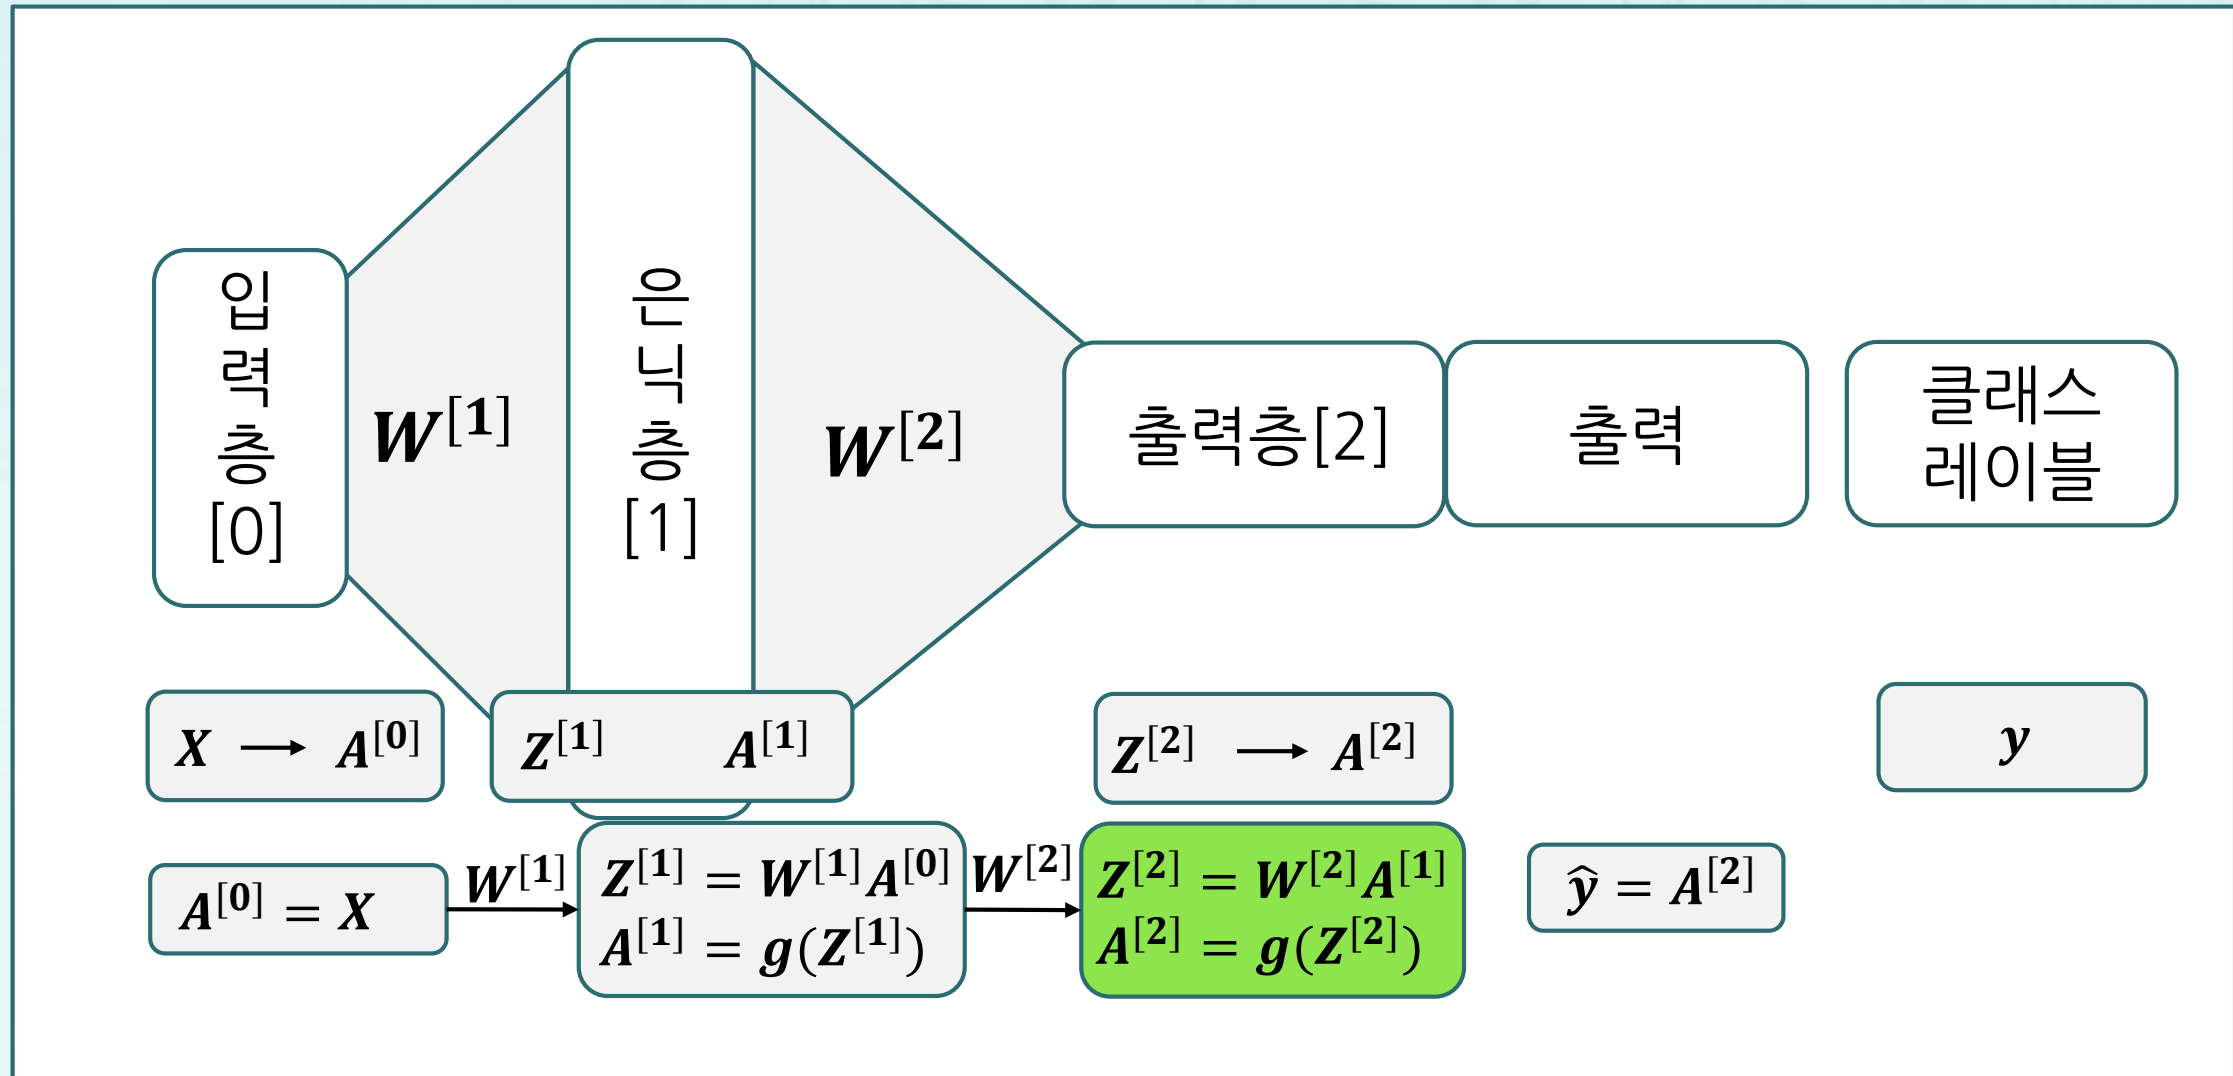 입
력
층
[0]
W^[1]
은
닉
층
[1]
W^[2]
출력층[2]
출력
클래스
레이블
X → A^[0]
Z^[1] A^[1]
Z^[2] → A^[2]
y
A^[0] = X
W^[1]
Z^[1] = W^[1]A^[0]
A^[1] = g(Z^[1])
W^[2]
Z^[2] = W^[2]A^[1]
A^[2] = g(Z^[2])
ŷ = A^[2]